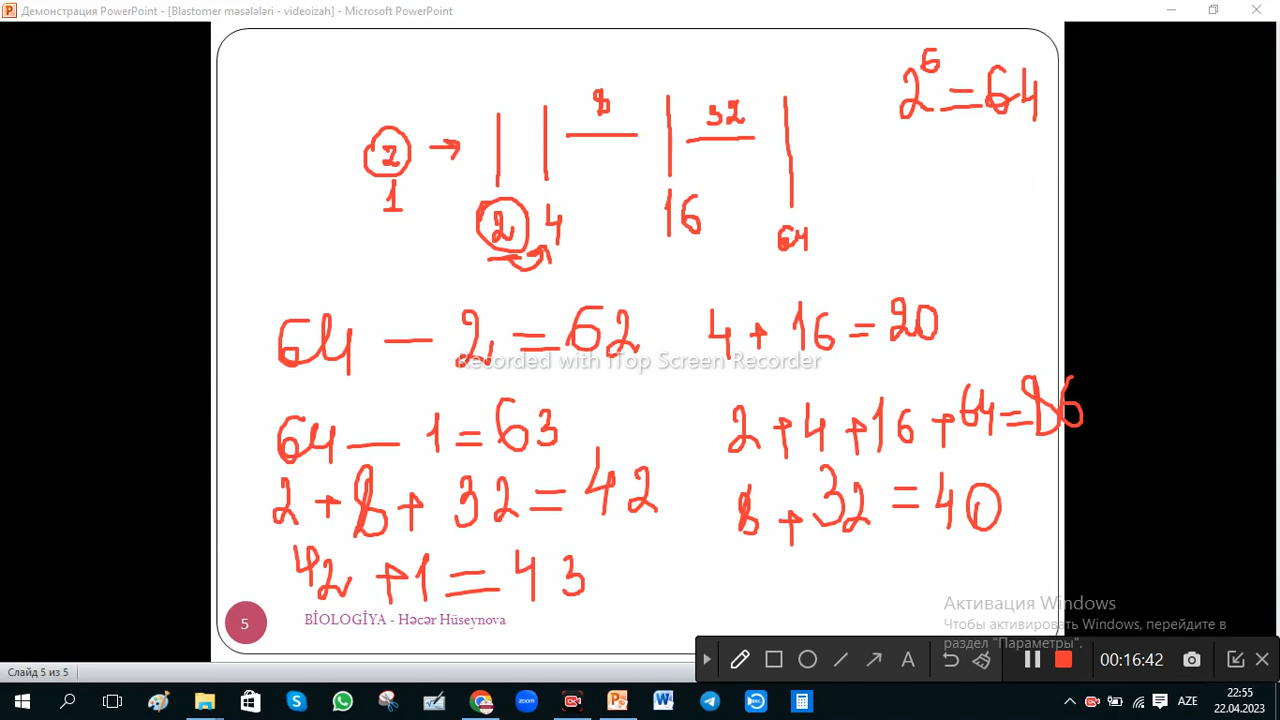 Демонстрация PowerPoint - [Blastomer məsələləri - videoizah] - Microsoft PowerPoint
2⁶=64
8
32
2 →
1
2 4
16
64
64 — 2 = 62
4 + 16 = 20
Recorded with iTop Screen Recorder
64 — 1 = 63
2 + 4 + 16 + 64 = 86
2 + 8 + 32 = 42
8 + 32 = 40
42 + 1 = 43
5
BİOLOGİYA - Həcər Hüseynova
Активация Windows
Чтобы активировать Windows, перейдите в
раздел "Параметры".
A
00:16:42
Слайд 5 из 5
zoom
AZE
22:55
22.04.2023